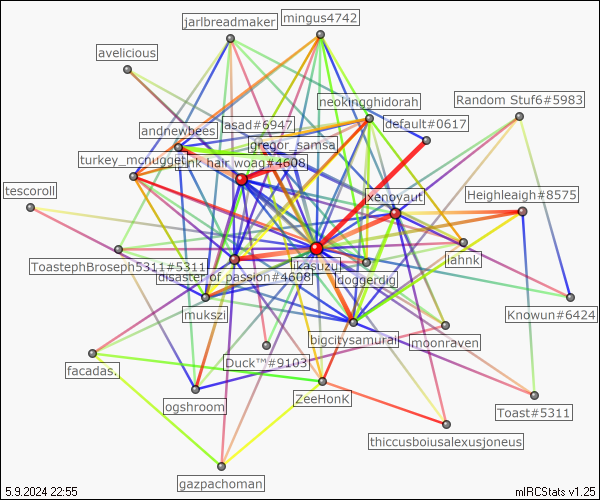 jarlbreadmaker
mingus4742
avelicious
neokingghidorah
Random Stuf6#5983
asad#6947
default#0617
andnewbees
gregor_samsa
turkey_mcnugget
pink hair woag#4608
tescoroll
xenoyaut
Heighleaigh#8575
lahnk
ToastephBroseph5311#5311
ikasuzu
disaster of passion#4608
doggerdig
mukszi
Knowun#6424
bigcitysamurai
moonraven
facadas.
Duck™#9103
ogshroom
ZeeHonK
Toast#5311
thiccusboiusalexusjoneus
gazpachoman
5.9.2024 22:55
mIRCStats v1.25